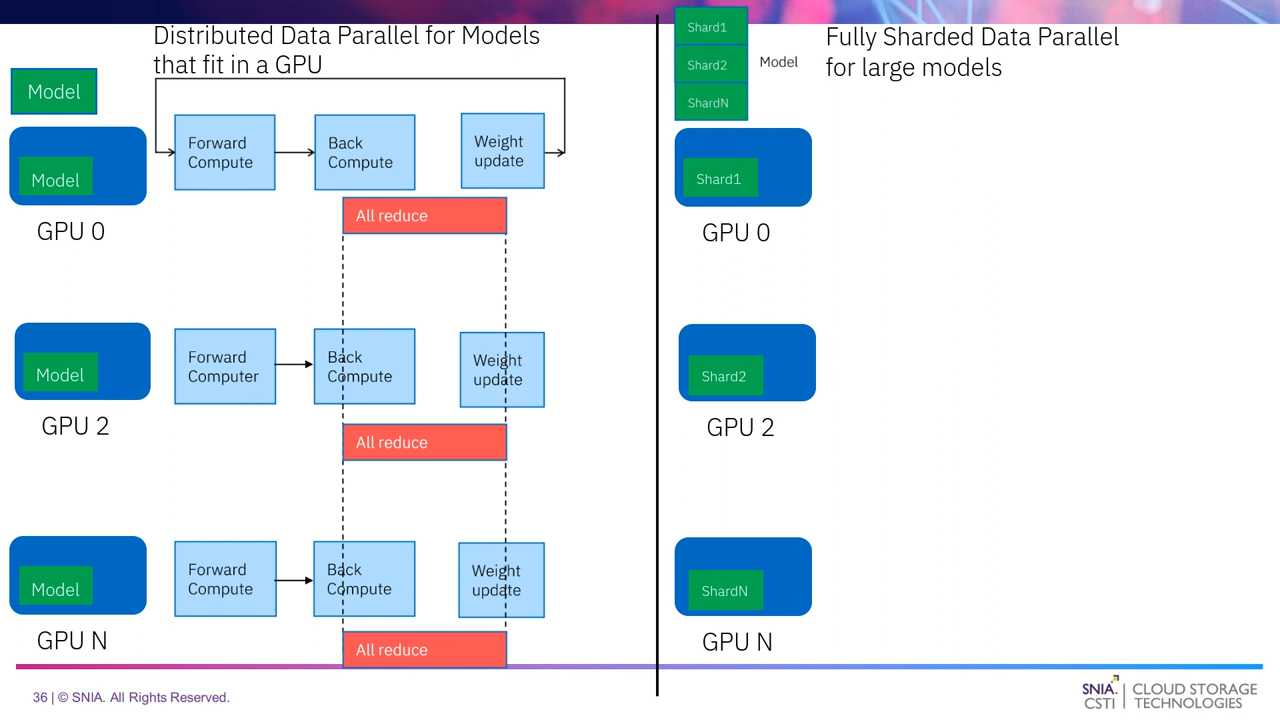 Distributed Data Parallel for Models
that fit in a GPU
Model
Model
GPU 0
Forward
Compute
Back
Compute
Weight
update
All reduce
Model
GPU 2
Forward
Computer
Back
Compute
Weight
update
All reduce
Model
GPU N
Forward
Compute
Back
Compute
Weight
update
All reduce
Shard1
Shard2
ShardN
Model
Fully Sharded Data Parallel
for large models
Shard1
GPU 0
Shard2
GPU 2
ShardN
GPU N
36 | © SNIA. All Rights Reserved.
SNIA.
CSTI
CLOUD STORAGE
TECHNOLOGIES